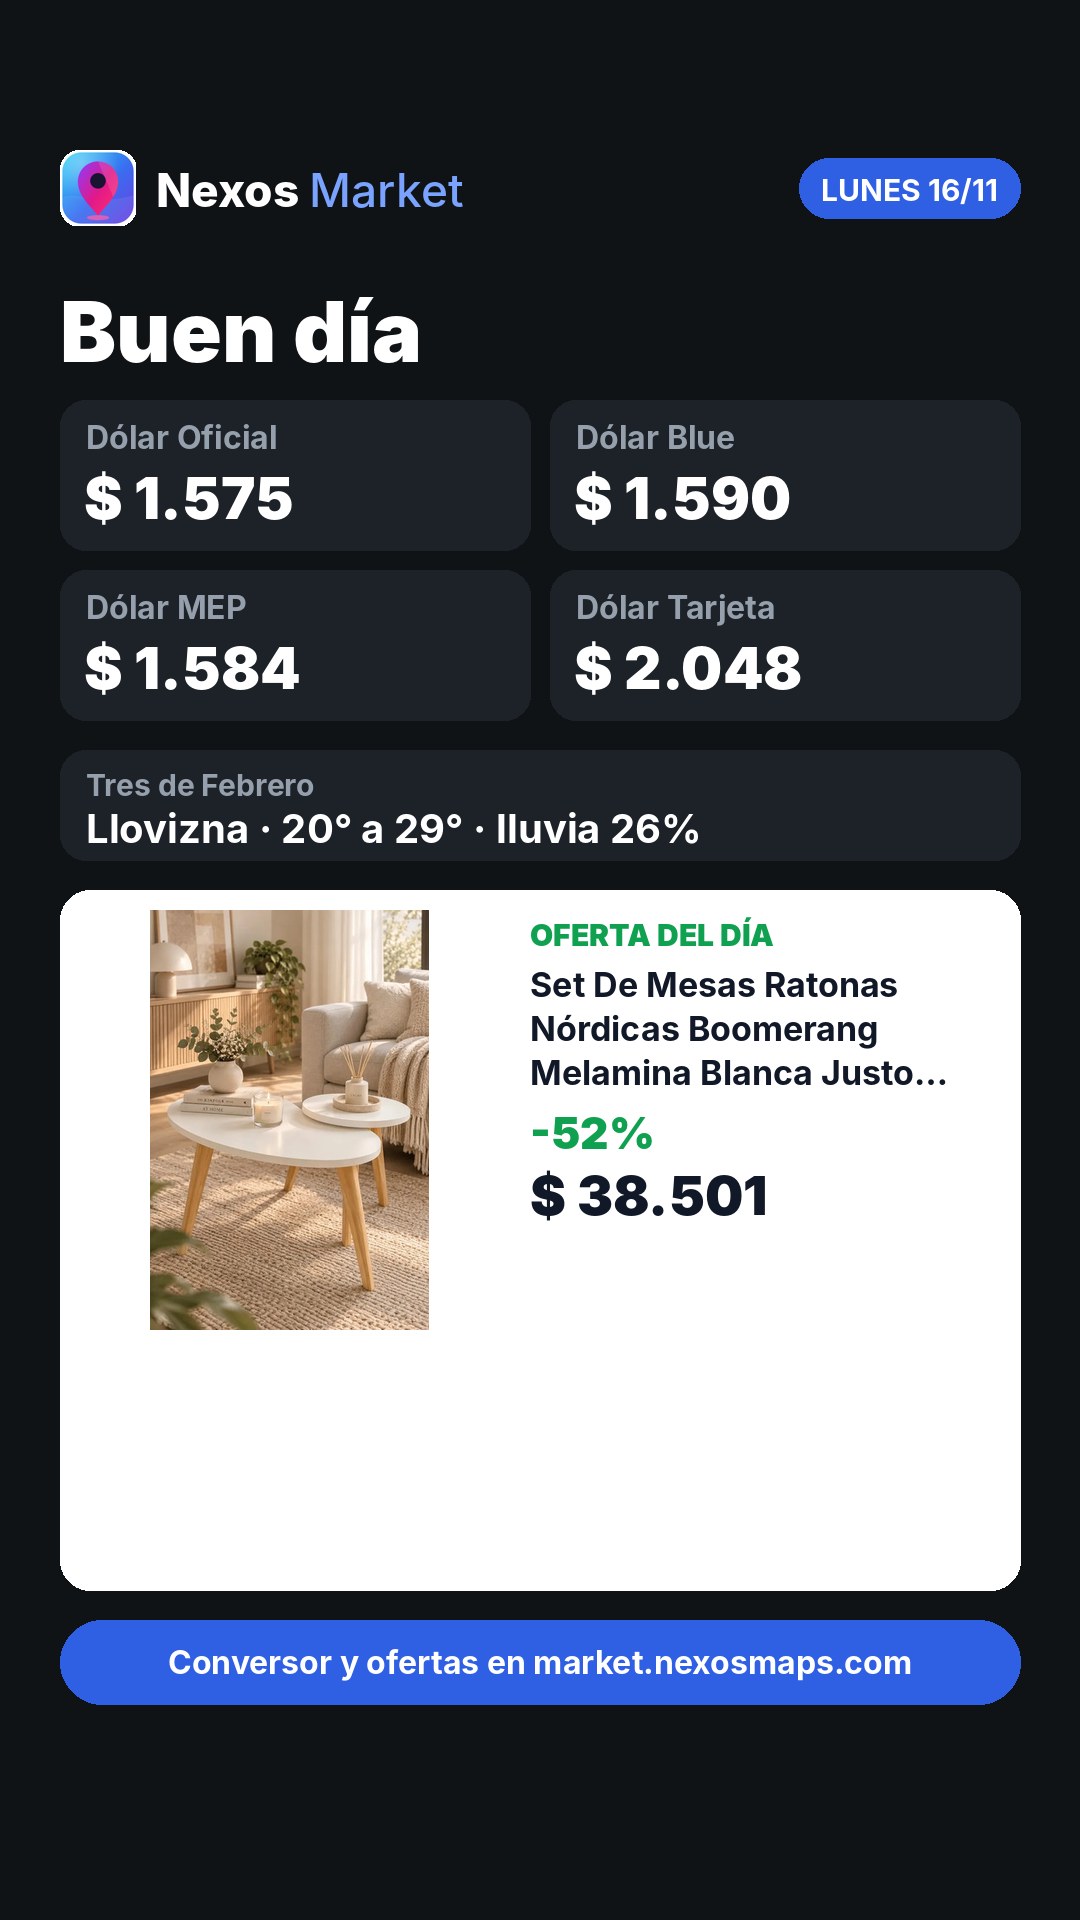 Nexos Market
LUNES 16/11
Buen día
Dólar Oficial
$ 1.575
Dólar Blue
$ 1.590
Dólar MEP
$ 1.584
Dólar Tarjeta
$ 2.048
Tres de Febrero
Llovizna · 20° a 29° · lluvia 26%
OFERTA DEL DÍA
Set De Mesas Ratonas
Nórdicas Boomerang
Melamina Blanca Justo...
-52%
$ 38.501
Conversor y ofertas en market.nexosmaps.com